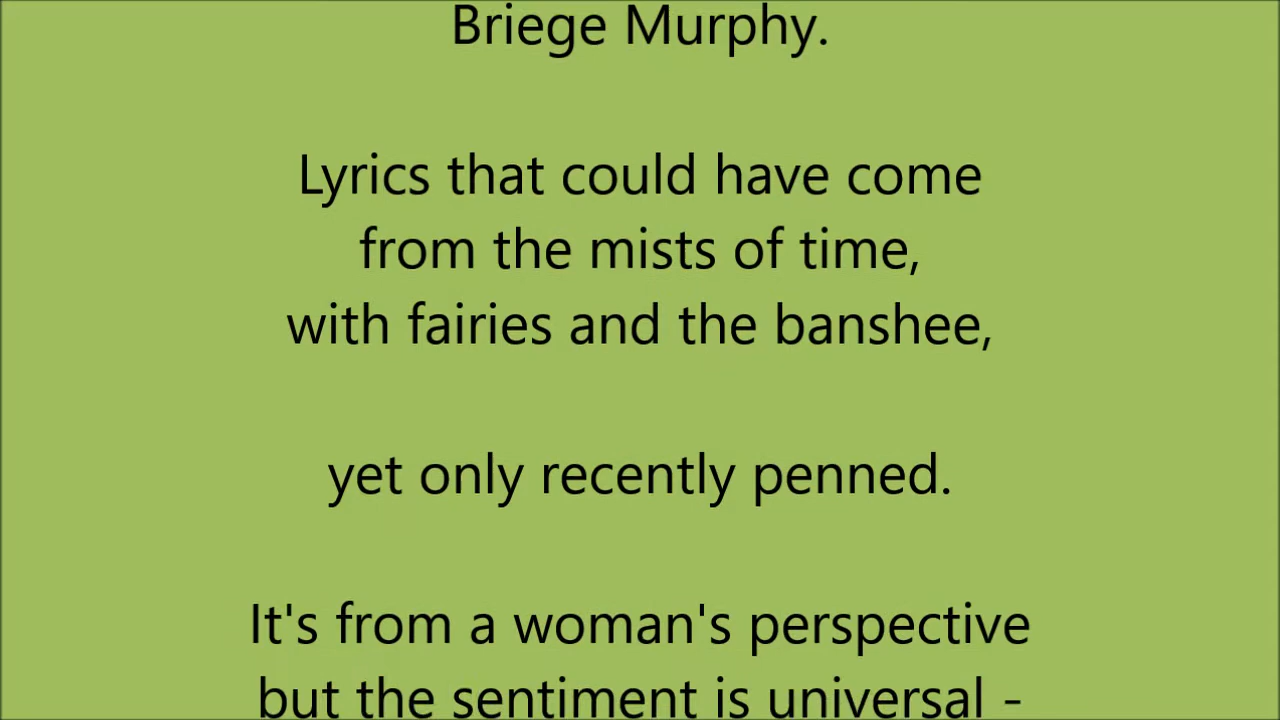 Briege Murphy.
Lyrics that could have come
from the mists of time,
with fairies and the banshee,
yet only recently penned.
It's from a woman's perspective
but the sentiment is universal -